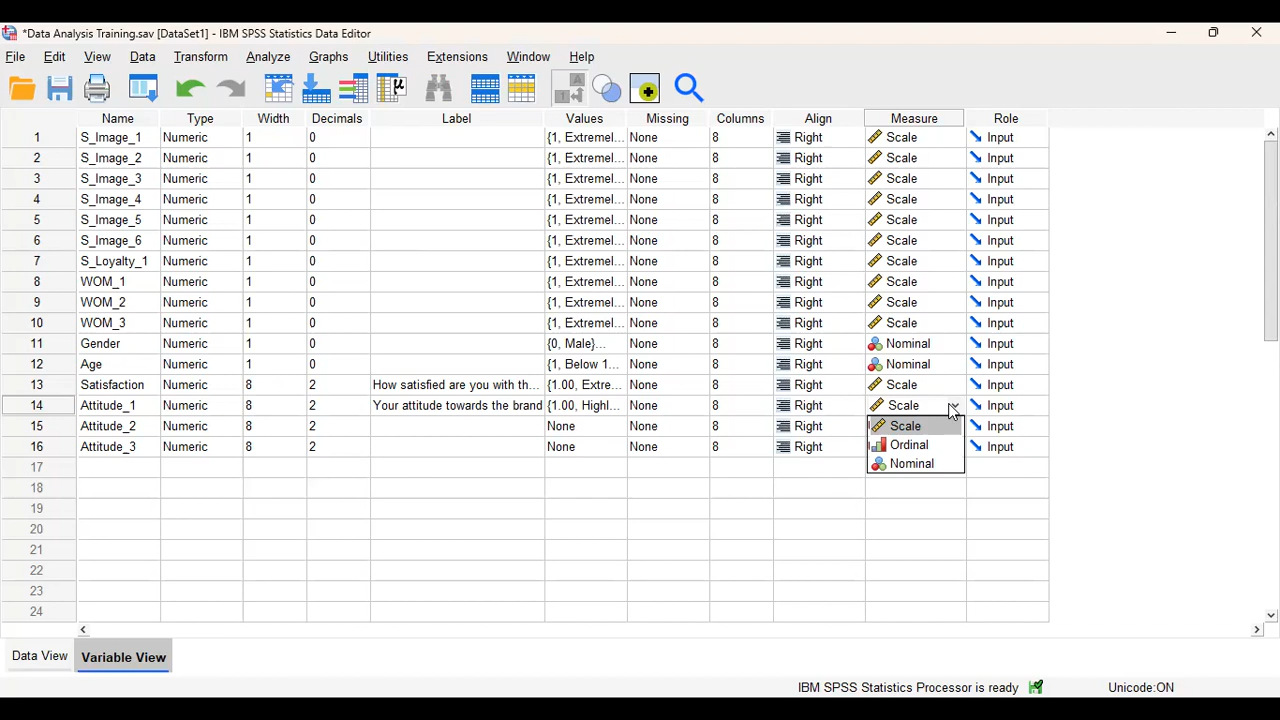 *Data Analysis Training.sav [DataSet1] - IBM SPSS Statistics Data Editor
File Edit View Data Transform Analyze Graphs Utilities Extensions Window Help
Name Type Width Decimals Label Values Missing Columns Align Measure Role
1 S_Image_1 Numeric 1 0 {1, Extremel... None 8 Right Scale Input
2 S_Image_2 Numeric 1 0 {1, Extremel... None 8 Right Scale Input
3 S_Image_3 Numeric 1 0 {1, Extremel... None 8 Right Scale Input
4 S_Image_4 Numeric 1 0 {1, Extremel... None 8 Right Scale Input
5 S_Image_5 Numeric 1 0 {1, Extremel... None 8 Right Scale Input
6 S_Image_6 Numeric 1 0 {1, Extremel... None 8 Right Scale Input
7 S_Loyalty_1 Numeric 1 0 {1, Extremel... None 8 Right Scale Input
8 WOM_1 Numeric 1 0 {1, Extremel... None 8 Right Scale Input
9 WOM_2 Numeric 1 0 {1, Extremel... None 8 Right Scale Input
10 WOM_3 Numeric 1 0 {1, Extremel... None 8 Right Scale Input
11 Gender Numeric 1 0 {0, Male}... None 8 Right Nominal Input
12 Age Numeric 1 0 {1, Below 1... None 8 Right Nominal Input
13 Satisfaction Numeric 8 2 How satisfied are you with th... {1.00, Extre... None 8 Right Scale Input
14 Attitude_1 Numeric 8 2 Your attitude towards the brand {1.00, Highl... None 8 Right Scale Input
15 Attitude_2 Numeric 8 2 None None 8 Right Scale Input
16 Attitude_3 Numeric 8 2 None None 8 Right Ordinal Input
17 Nominal
18
19
20
21
22
23
24
Data View Variable View
IBM SPSS Statistics Processor is ready Unicode:ON